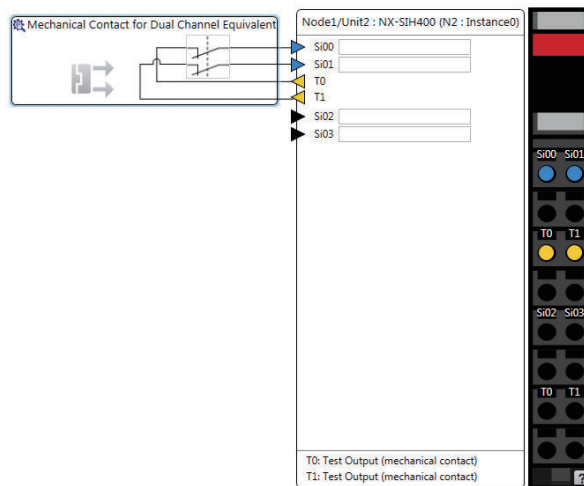 Mechanical Contact for Dual Channel Equivalent
Node1/Unit2 : NX-SIH400 (N2 : Instance0)
Si00
Si01
T0
T1
Si02
Si03
T0: Test Output (mechanical contact)
T1: Test Output (mechanical contact)
Si00 Si01
T0 T1
Si02 Si03
T0 T1
?